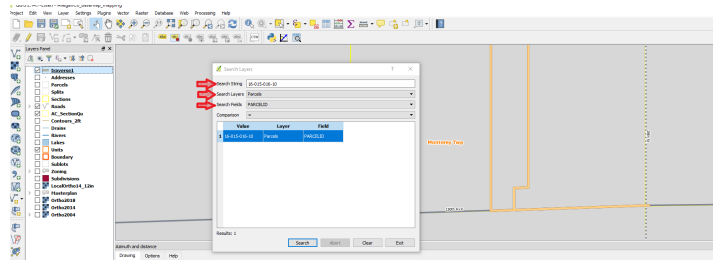 Project Edit View Layer Settings Plugins Vector Raster Database Web Processing Help
Layers Panel
Traverse1
Addresses
Parcels
Splits
Sections
Roads
AC_SectionQu
Contours_2ft
Drains
Rivers
Lakes
Units
Boundary
Sublots
Zoning
Subdivisions
LocalOrtho14_12in
Masterplan
Ortho2018
Ortho2014
Ortho2004
Search Layers
? X
Search String 16-015-016-10
Search Layers Parcels
Search Fields PARCELID
Comparison =
Value Layer Field
1 16-015-016-10 Parcels PARCELID
Results: 1
Search Abort Clear Exit
Monterey Twp
Azimuth and distance
Drawing Options Help